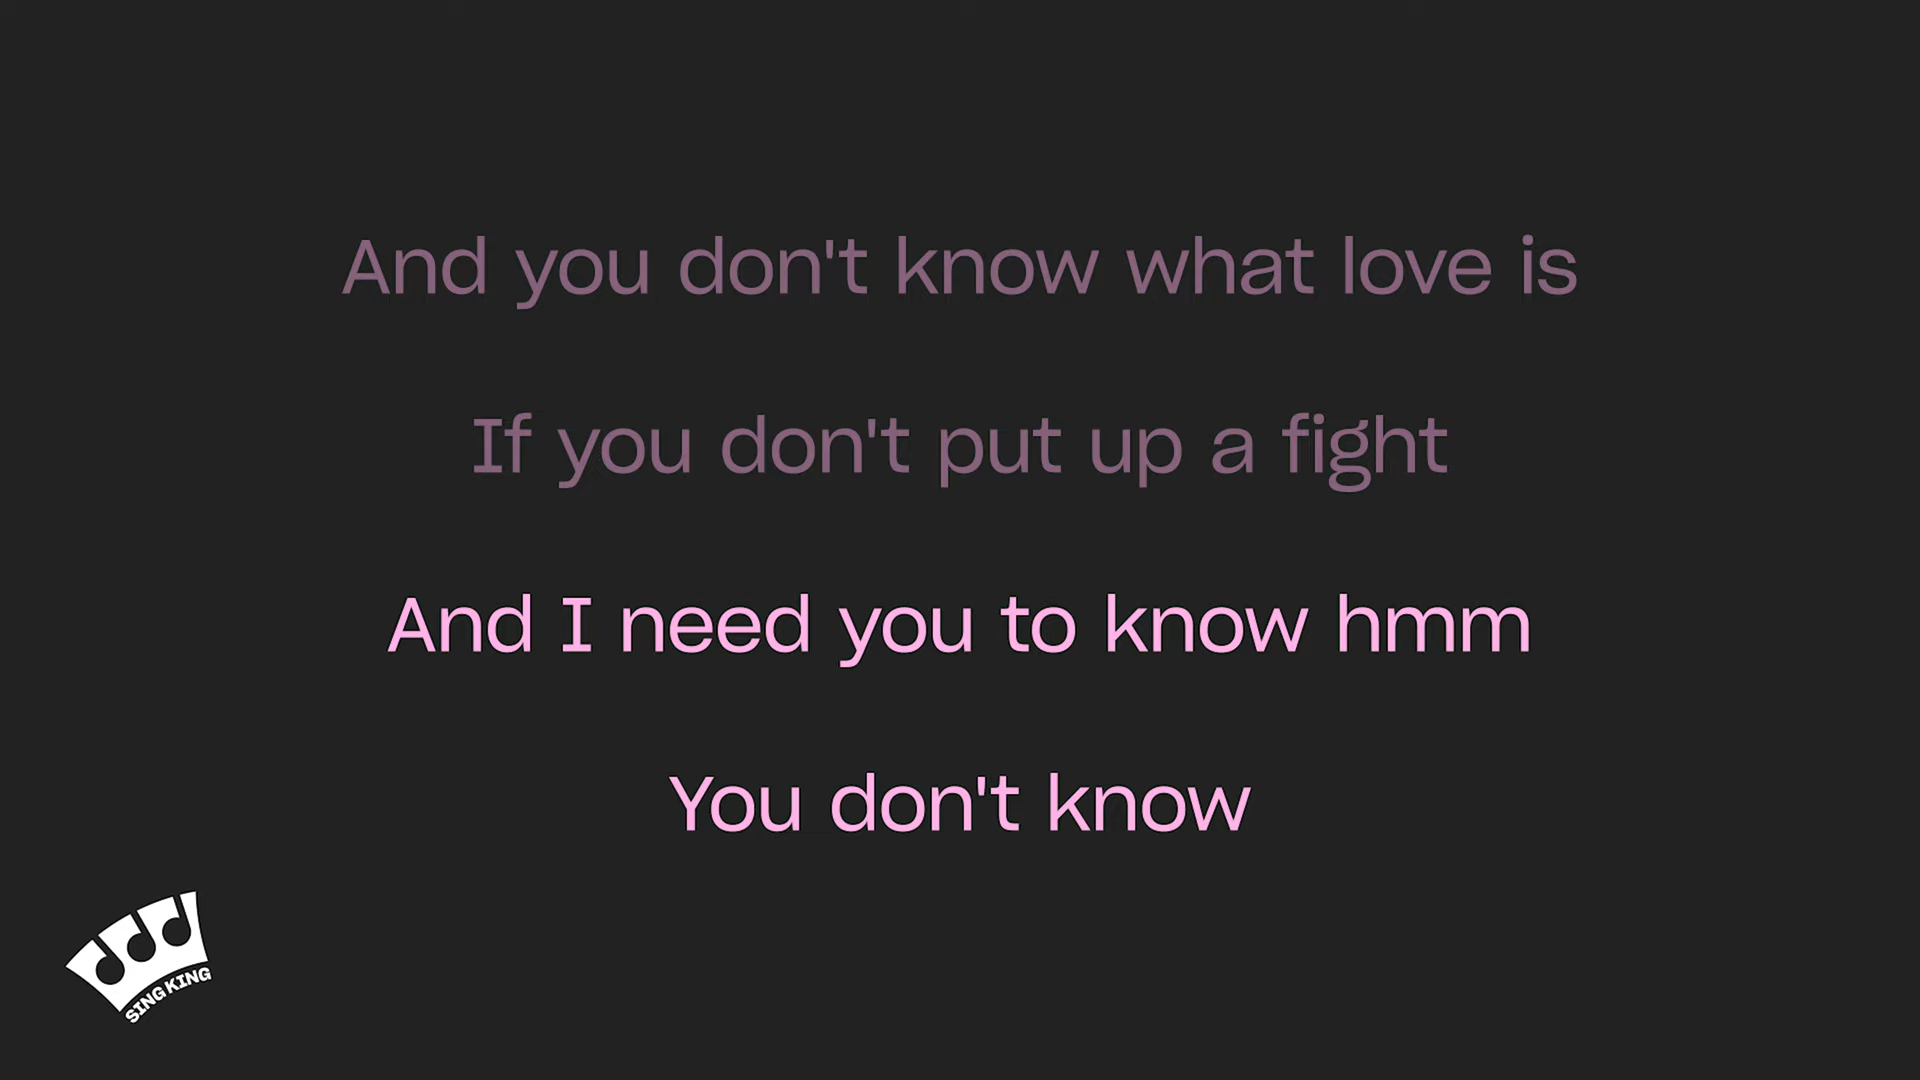 And you don't know what love is
If you don't put up a fight
And I need you to know hmm
You don't know
SING KING